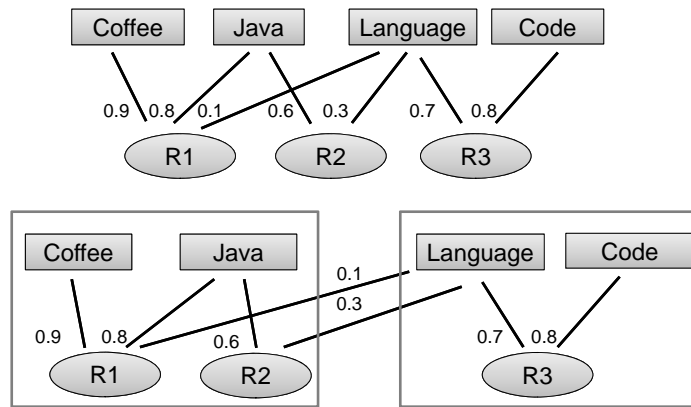 Coffee Java Language Code
0.9 0.8 0.1 0.6 0.3 0.7 0.8
R1 R2 R3
Coffee Java Language Code
0.1
0.3
0.9 0.8 0.6 0.7 0.8
R1 R2 R3